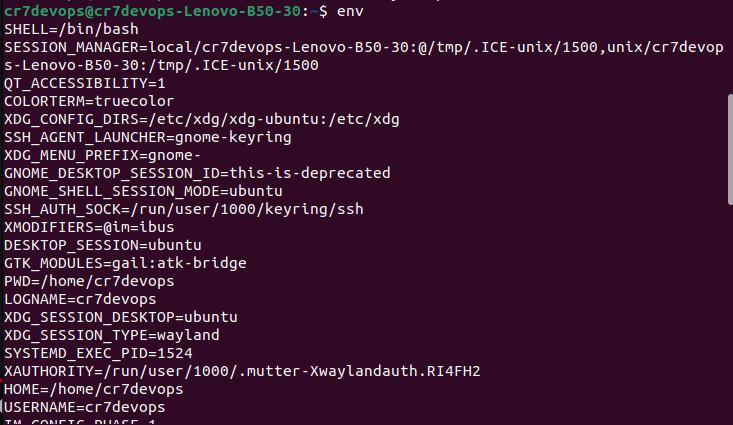 cr7devops@cr7devops-Lenovo-B50-30:~$ env
SHELL=/bin/bash
SESSION_MANAGER=local/cr7devops-Lenovo-B50-30:@/tmp/.ICE-unix/1500,unix/cr7devop
s-Lenovo-B50-30:/tmp/.ICE-unix/1500
QT_ACCESSIBILITY=1
COLORTERM=truecolor
XDG_CONFIG_DIRS=/etc/xdg/xdg-ubuntu:/etc/xdg
SSH_AGENT_LAUNCHER=gnome-keyring
XDG_MENU_PREFIX=gnome-
GNOME_DESKTOP_SESSION_ID=this-is-deprecated
GNOME_SHELL_SESSION_MODE=ubuntu
SSH_AUTH_SOCK=/run/user/1000/keyring/ssh
XMODIFIERS=@im=ibus
DESKTOP_SESSION=ubuntu
GTK_MODULES=gail:atk-bridge
PWD=/home/cr7devops
LOGNAME=cr7devops
XDG_SESSION_DESKTOP=ubuntu
XDG_SESSION_TYPE=wayland
SYSTEMD_EXEC_PID=1524
XAUTHORITY=/run/user/1000/.mutter-Xwaylandauth.RI4FH2
HOME=/home/cr7devops
USERNAME=cr7devops
IM_CONFIG_PHASE=1